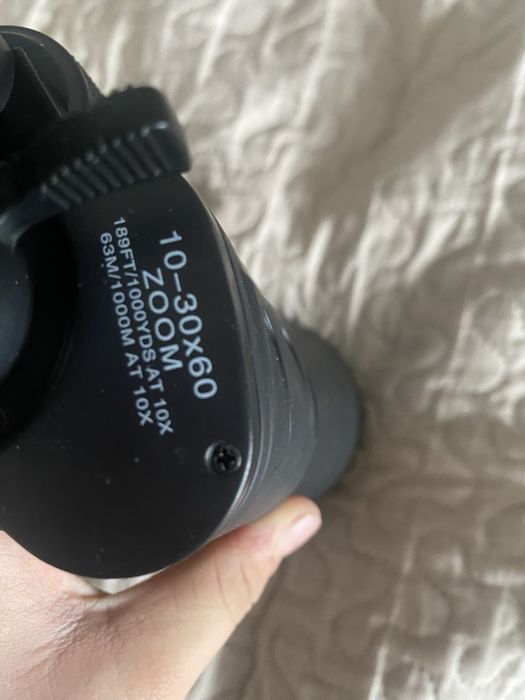 10-30x60
ZOOM
189FT/1000YDS.AT 10X
63M/1000M AT 10X